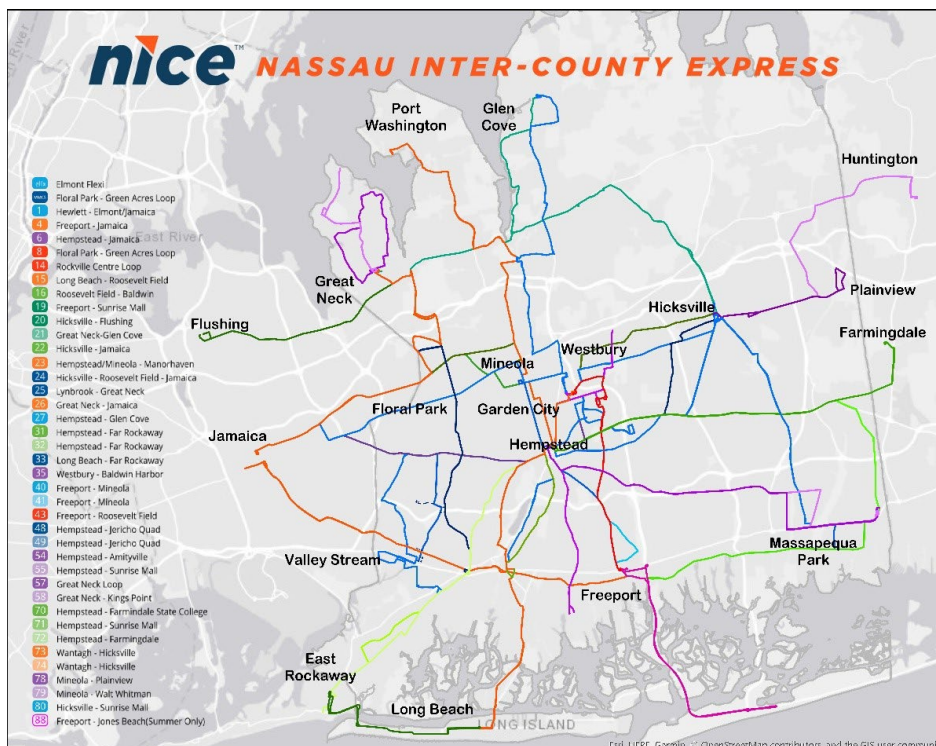 nice™ NASSAU INTER-COUNTY EXPRESS
Port
Washington
Glen
Cove
Huntington
East River
Great
Neck
Flushing
Hicksville
Plainview
Farmingdale
Mineola
Westbury
Floral Park
Garden City
Jamaica
Hempstead
Valley Stream
Massapequa
Park
Freeport
East
Rockaway
Long Beach
LONG ISLAND
Elmont Flexi
Floral Park - Green Acres Loop
1 Hewlett - Elmont/Jamaica
4 Freeport - Jamaica
6 Hempstead - Jamaica
8 Floral Park - Green Acres Loop
14 Rockville Centre Loop
15 Long Beach - Roosevelt Field
16 Roosevelt Field - Baldwin
19 Freeport - Sunrise Mall
20 Hicksville - Flushing
21 Great Neck-Glen Cove
22 Hicksville - Jamaica
23 Hempstead/Mineola - Manorhaven
24 Hicksville - Roosevelt Field - Jamaica
25 Lynbrook - Great Neck
26 Great Neck - Jamaica
27 Hempstead - Glen Cove
31 Hempstead - Far Rockaway
32 Hempstead - Far Rockaway
33 Long Beach - Far Rockaway
35 Westbury - Baldwin Harbor
40 Freeport - Mineola
41 Freeport - Mineola
43 Freeport - Roosevelt Field
48 Hempstead - Jericho Quad
49 Hempstead - Jericho Quad
54 Hempstead - Amityville
55 Hempstead - Sunrise Mall
57 Great Neck Loop
58 Great Neck - Kings Point
70 Hempstead - Farmindale State College
71 Hempstead - Sunrise Mall
72 Hempstead - Farmingdale
73 Wantagh - Hicksville
74 Wantagh - Hicksville
78 Mineola - Plainview
79 Mineola - Walt Whitman
80 Hicksville - Sunrise Mall
88 Freeport - Jones Beach(Summer Only)